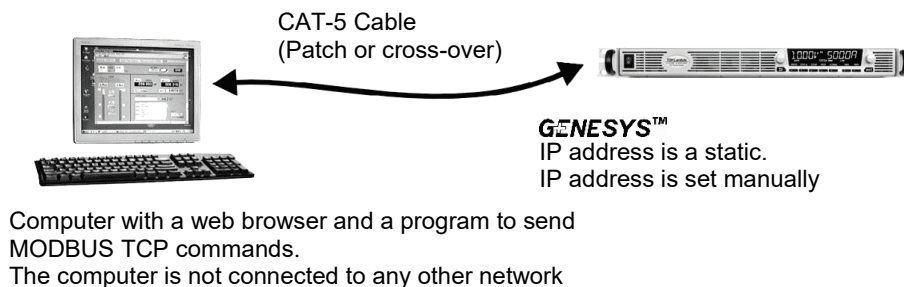 CAT-5 Cable
(Patch or cross-over)
GENESYS™
IP address is a static.
IP address is set manually
Computer with a web browser and a program to send
MODBUS TCP commands.
The computer is not connected to any other network